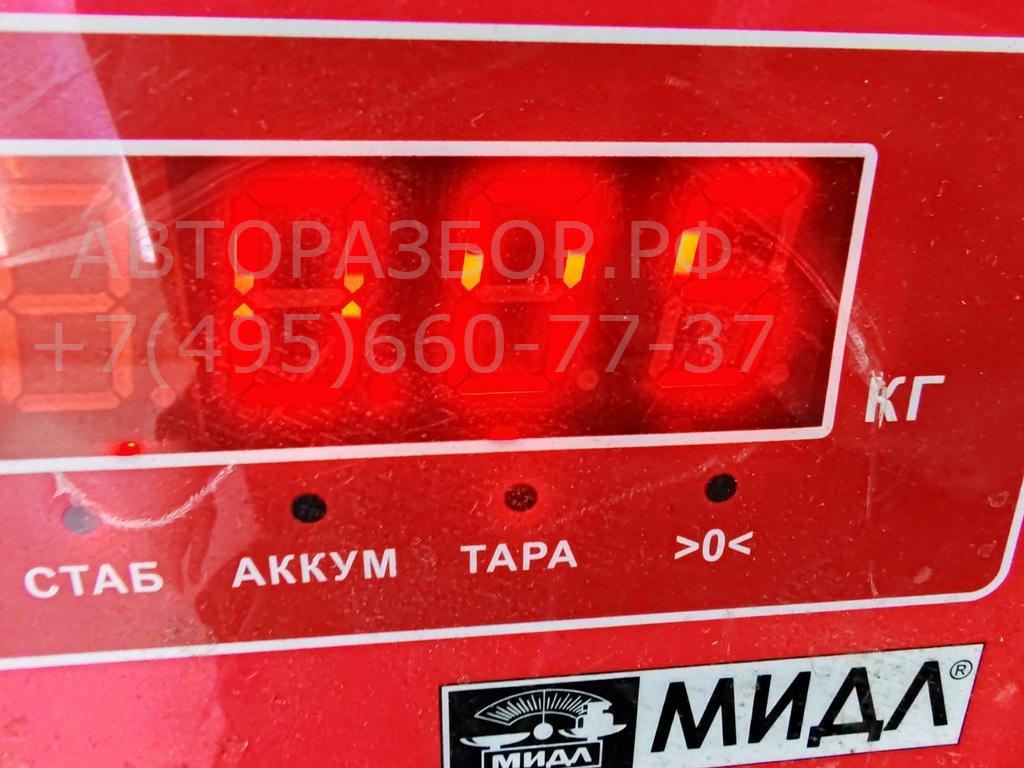 АВТОРАЗБОР.РФ
+7(495)660-77-37
КГ
СТАБ АККУМ ТАРА >0<
МИДЛ®
МИДЛ